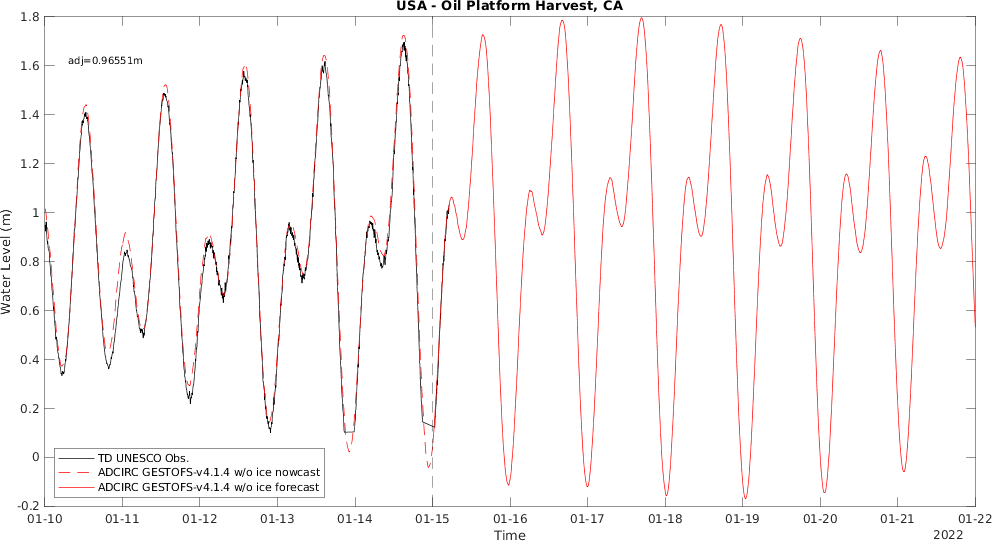 USA - Oil Platform Harvest, CA
adj=0.96551m
Water Level (m)
1.8
1.6
1.4
1.2
1
0.8
0.6
0.4
0.2
0
-0.2
TD UNESCO Obs.
ADCIRC GESTOFS-v4.1.4 w/o ice nowcast
ADCIRC GESTOFS-v4.1.4 w/o ice forecast
01-10 01-11 01-12 01-13 01-14 01-15 01-16 01-17 01-18 01-19 01-20 01-21 01-22
Time
2022